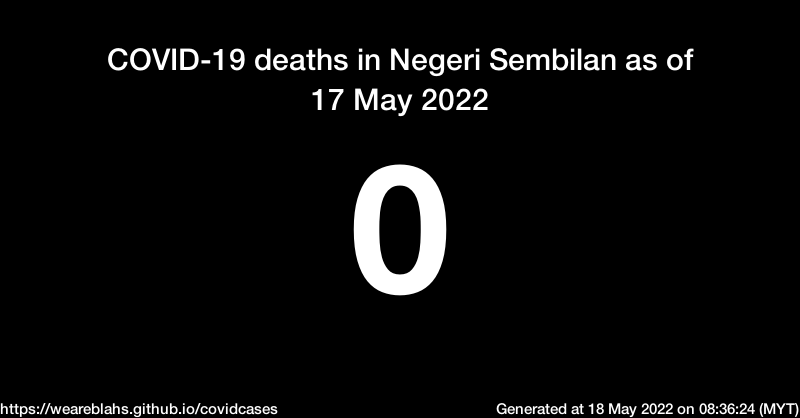 COVID-19 deaths in Negeri Sembilan as of
17 May 2022
0
https://weareblahs.github.io/covidcases
Generated at 18 May 2022 on 08:36:24 (MYT)